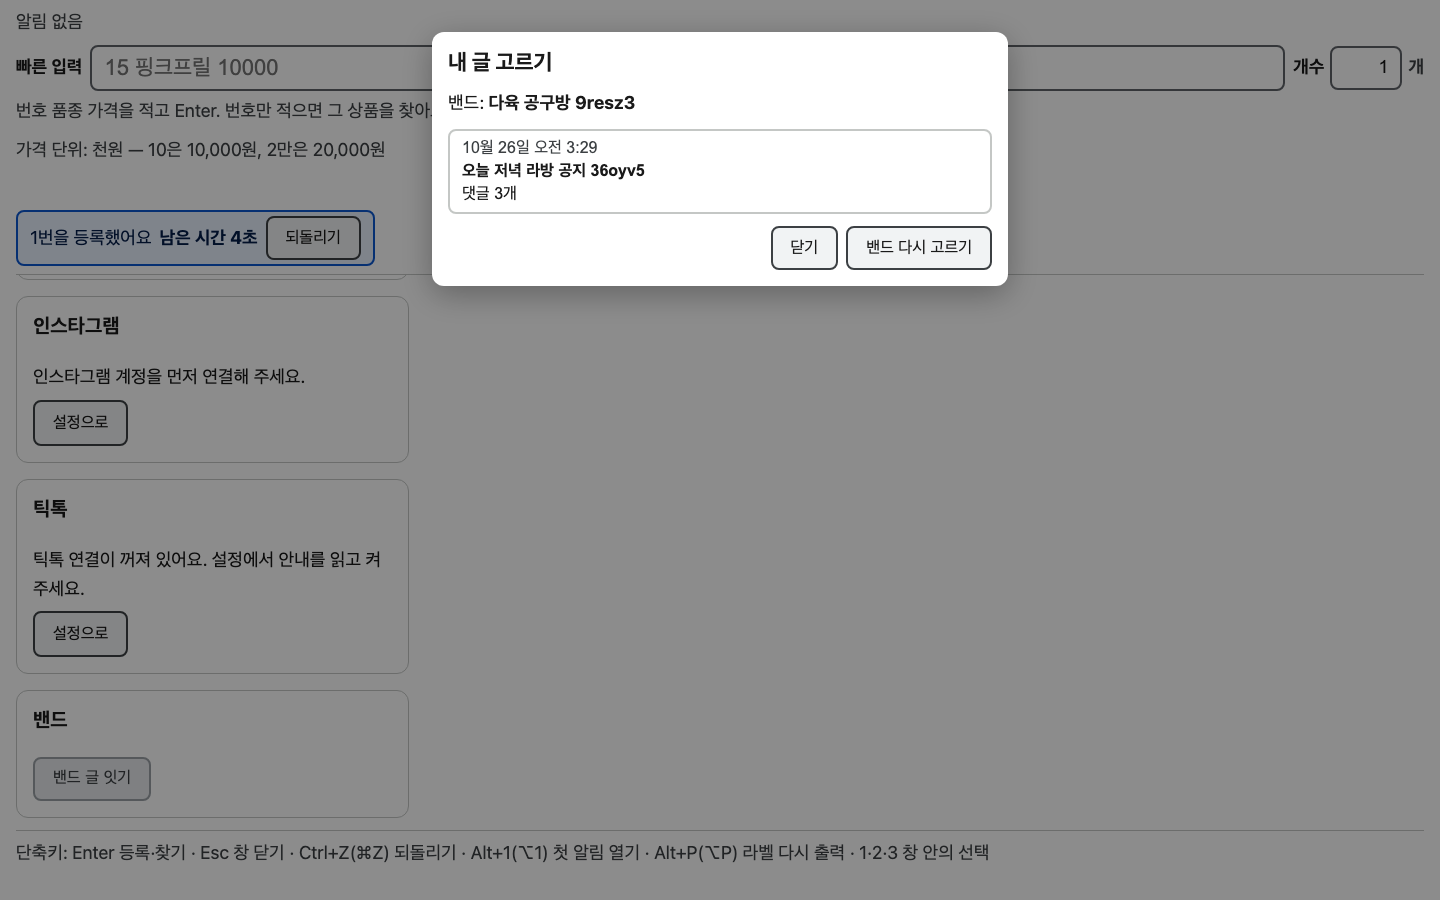 알림 없음
빠른 입력
15 핑크프릴 10000
개수
1
개
번호 품종 가격을 적고 Enter. 번호만 적으면 그 상품을 찾아
가격 단위: 천원 — 10은 10,000원, 2만은 20,000원
1번을 등록했어요 남은 시간 4초
되돌리기
내 글 고르기
밴드: 다육 공구방 9resz3
10월 26일 오전 3:29
오늘 저녁 라방 공지 36oyv5
댓글 3개
닫기
밴드 다시 고르기
인스타그램
인스타그램 계정을 먼저 연결해 주세요.
설정으로
틱톡
틱톡 연결이 꺼져 있어요. 설정에서 안내를 읽고 켜
주세요.
설정으로
밴드
밴드 글 잇기
단축키: Enter 등록·찾기 · Esc 창 닫기 · Ctrl+Z(⌘Z) 되돌리기 · Alt+1(⌥1) 첫 알림 열기 · Alt+P(⌥P) 라벨 다시 출력 · 1·2·3 창 안의 선택